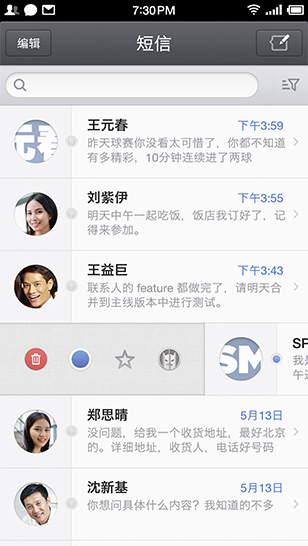 7:30PM
编辑
短信
王元春
下午3:59
昨天球赛你没看太可惜了，你都不知道
有多精彩，10分钟连续进了两球
刘紫伊
下午3:55
明天中午一起吃饭，饭店我订好了，记
得来参加。
王益巨
下午3:43
联系人的 feature 都做完了，请明天合
并到主线版本中进行测试。
SM
SP
郑思晴
5月13日
没问题，给我一个收货地址，最好北京
的。详细地址，收货人，电话好号码
沈新基
5月13日
你想问具体什么内容？我知道的不多